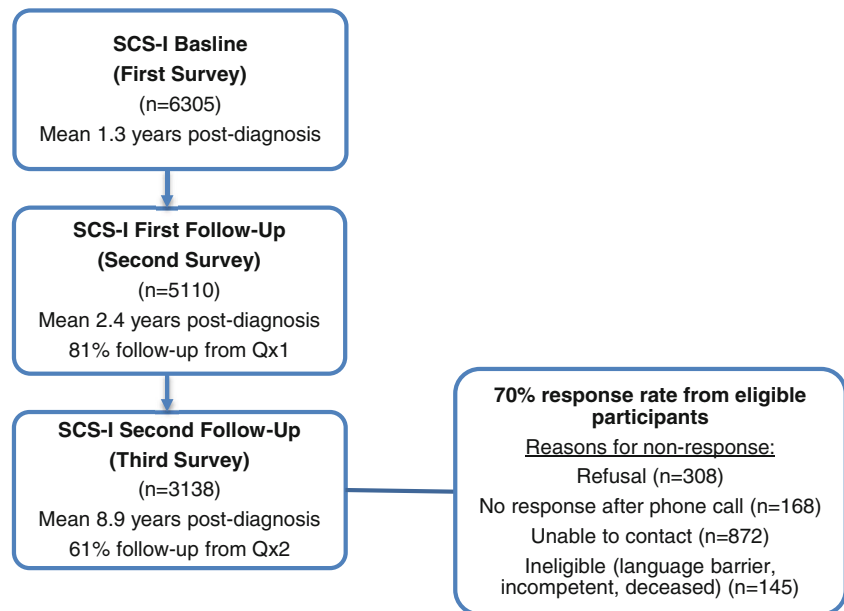 SCS-I Basline
(First Survey)
(n=6305)
Mean 1.3 years post-diagnosis
SCS-I First Follow-Up
(Second Survey)
(n=5110)
Mean 2.4 years post-diagnosis
81% follow-up from Qx1
SCS-I Second Follow-Up
(Third Survey)
(n=3138)
Mean 8.9 years post-diagnosis
61% follow-up from Qx2
70% response rate from eligible
participants
Reasons for non-response:
Refusal (n=308)
No response after phone call (n=168)
Unable to contact (n=872)
Ineligible (language barrier,
incompetent, deceased) (n=145)